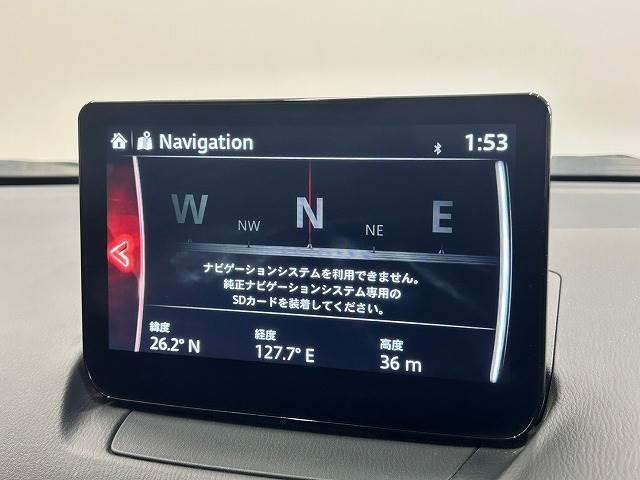 Navigation
1:53
W NW N NE E
ナビゲーションシステムを利用できません。
純正ナビゲーションシステム専用の
SDカードを装着してください。
緯度 経度 高度
26.2° N 127.7° E 36 m